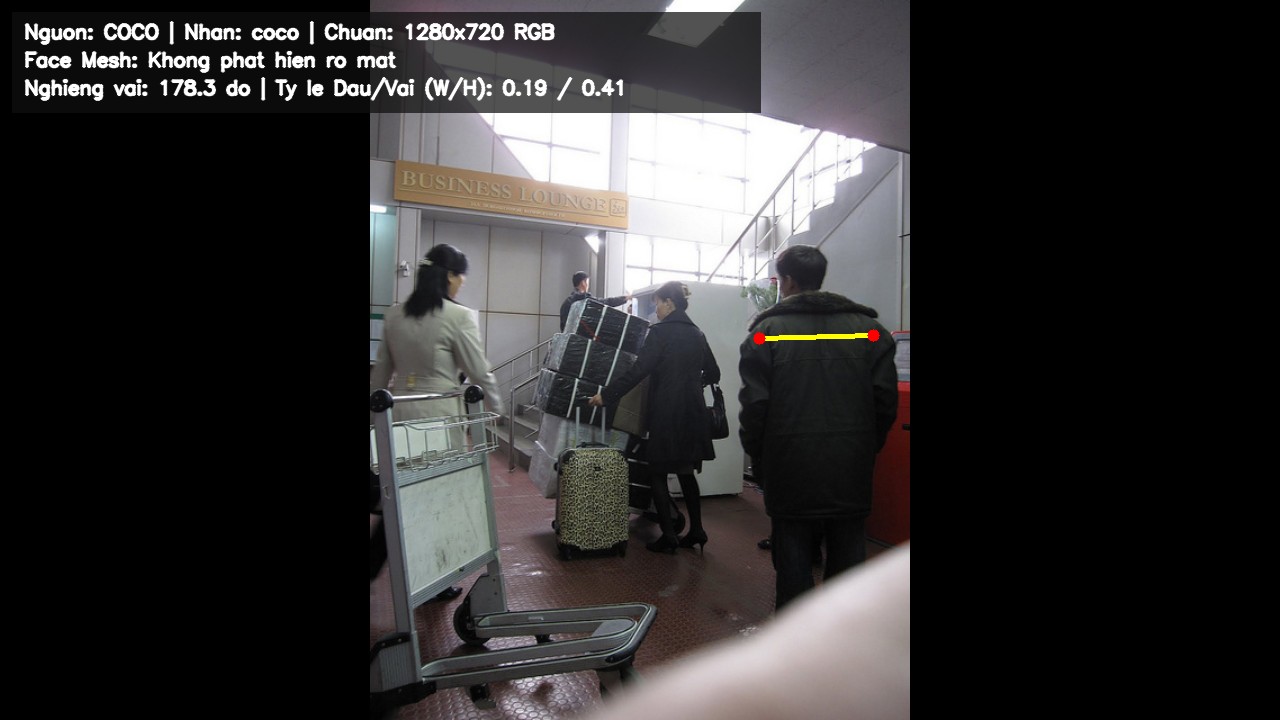 Nguon: COCO | Nhan: coco | Chuan: 1280x720 RGB
Face Mesh: Khong phat hien ro mat
Nghieng vai: 178.3 do | Ty le Dau/Vai (W/H): 0.19 / 0.41
BUSINESS LOUNGE